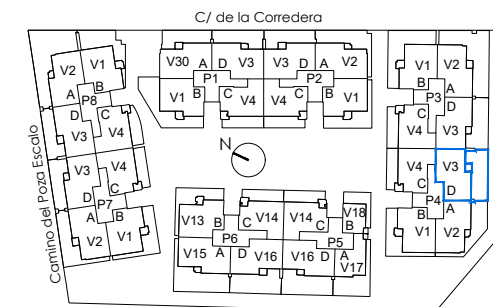 C/ de la Corredera
V2 V1
A B
P8
D C
V3 V4
V30 A D V3
P1
V1 B C V4
V3 D A V2
P2
V4 C B V1
V1 V2
B A
P3
C D
V4 V3
Camino del Poza Escalo
V3 V4
D C
P7
A B
V2 V1
N
V13 B C V14
P6
V15 A D V16
V14 C B V18
P5
V16 D A V17
V4 V3
C D
P4
B A
V1 V2